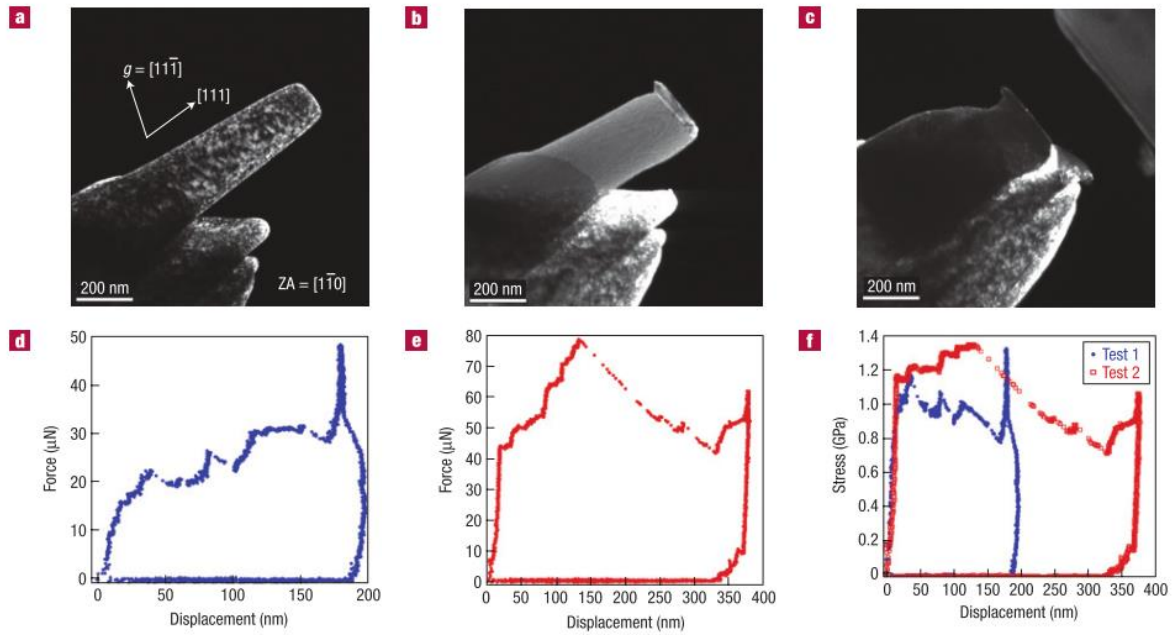 a
b
c
g = [111̅]
[111]
ZA = [11̅0]
200 nm
200 nm
200 nm
d
e
f
50
40
30
20
10
0
Force (μN)
0
50
100
150
200
Displacement (nm)
80
70
60
50
40
30
20
10
0
Force (μN)
0
50
100
150
200
250
300
350
400
Displacement (nm)
1.4
1.2
1.0
0.8
0.6
0.4
0.2
0
Stress (GPa)
Test 1
Test 2
0
50
100
150
200
250
300
350
400
Displacement (nm)